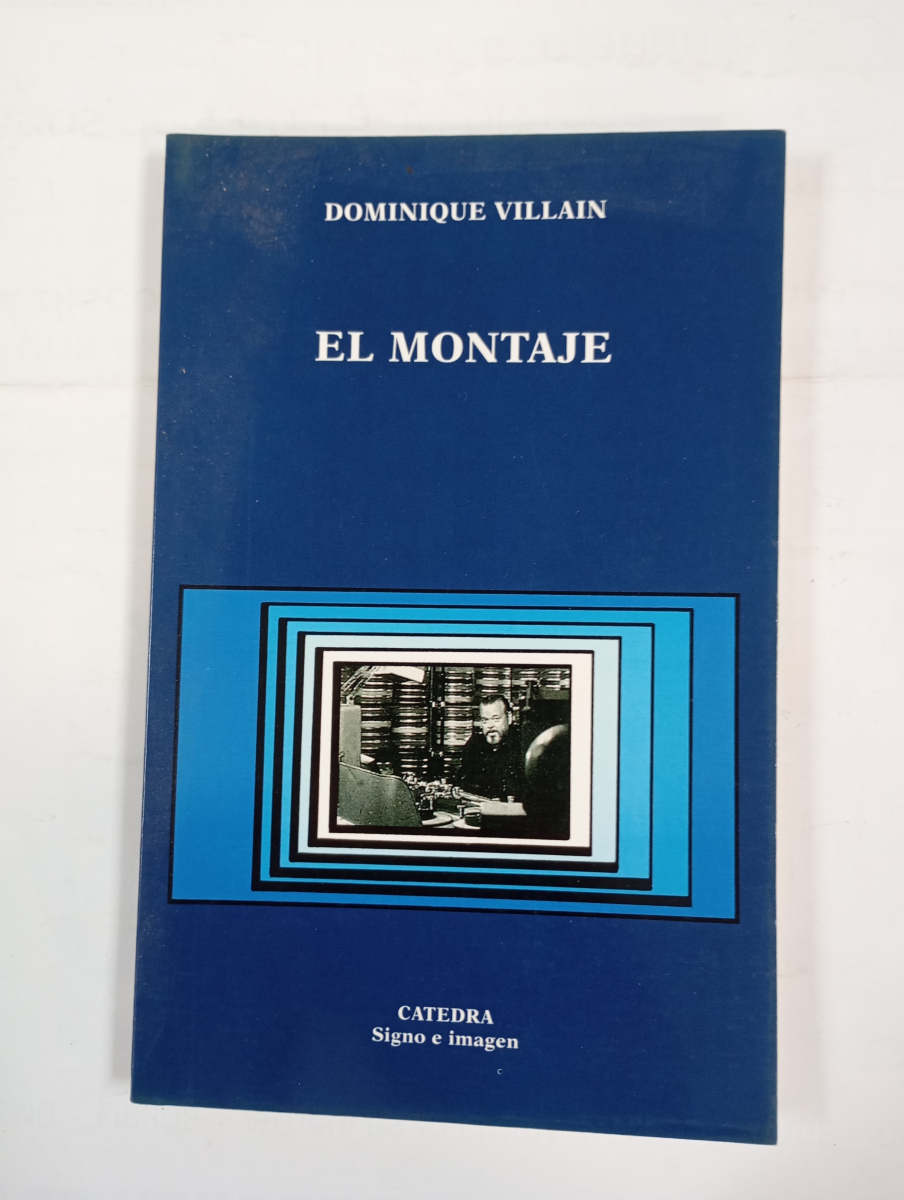 DOMINIQUE VILLAIN
EL MONTAJE
CATEDRA
Signo e imagen
c